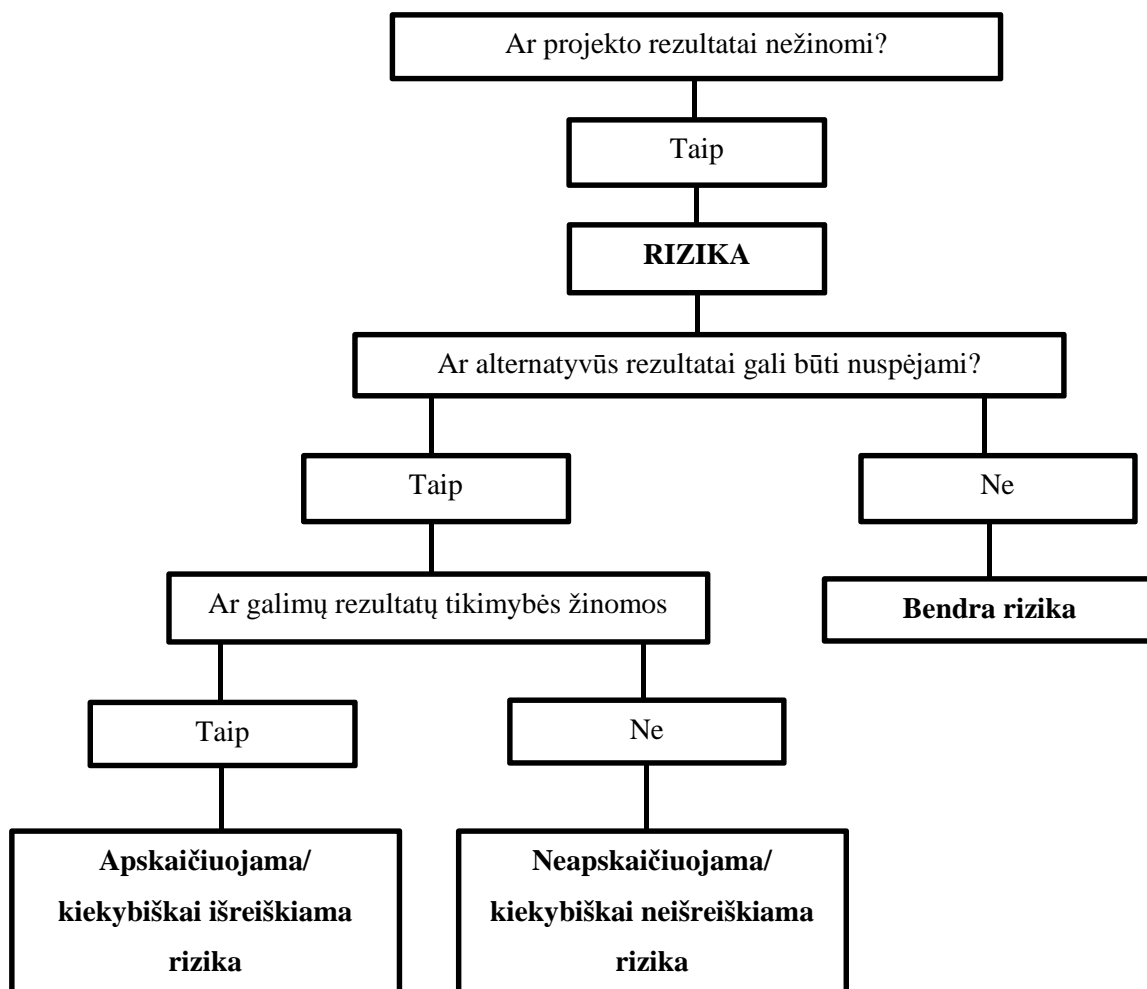 Ar projekto rezultatai nežinomi?
Taip
RIZIKA
Ar alternatyvūs rezultatai gali būti nuspėjami?
Taip
Ne
Ar galimų rezultatų tikimybės žinomos
Bendra rizika
Taip
Ne
Apskaičiuojama/
kiekybiškai išreiškiama
rizika
Neapskaičiuojama/
kiekybiškai neišreiškiama
rizika